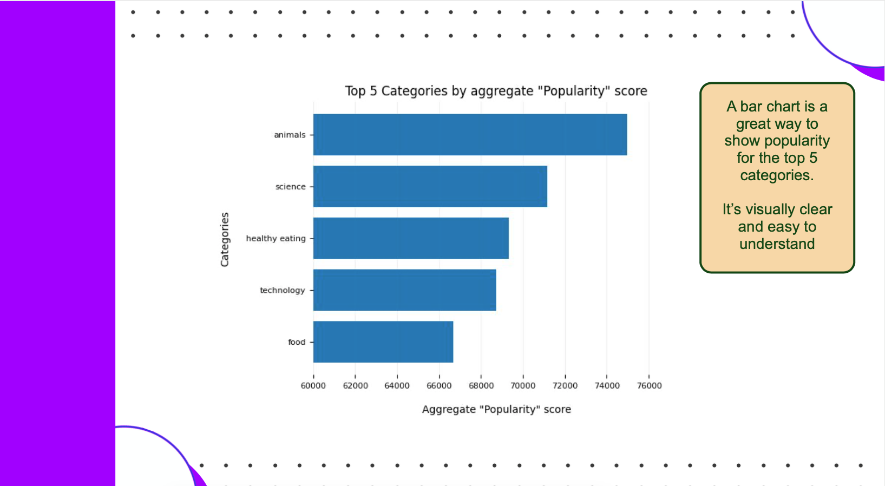 Top 5 Categories by aggregate "Popularity" score
animals
science
healthy eating
technology
food
Categories
60000 62000 64000 66000 68000 70000 72000 74000 76000
Aggregate "Popularity" score
A bar chart is a
great way to
show popularity
for the top 5
categories.
It's visually clear
and easy to
understand